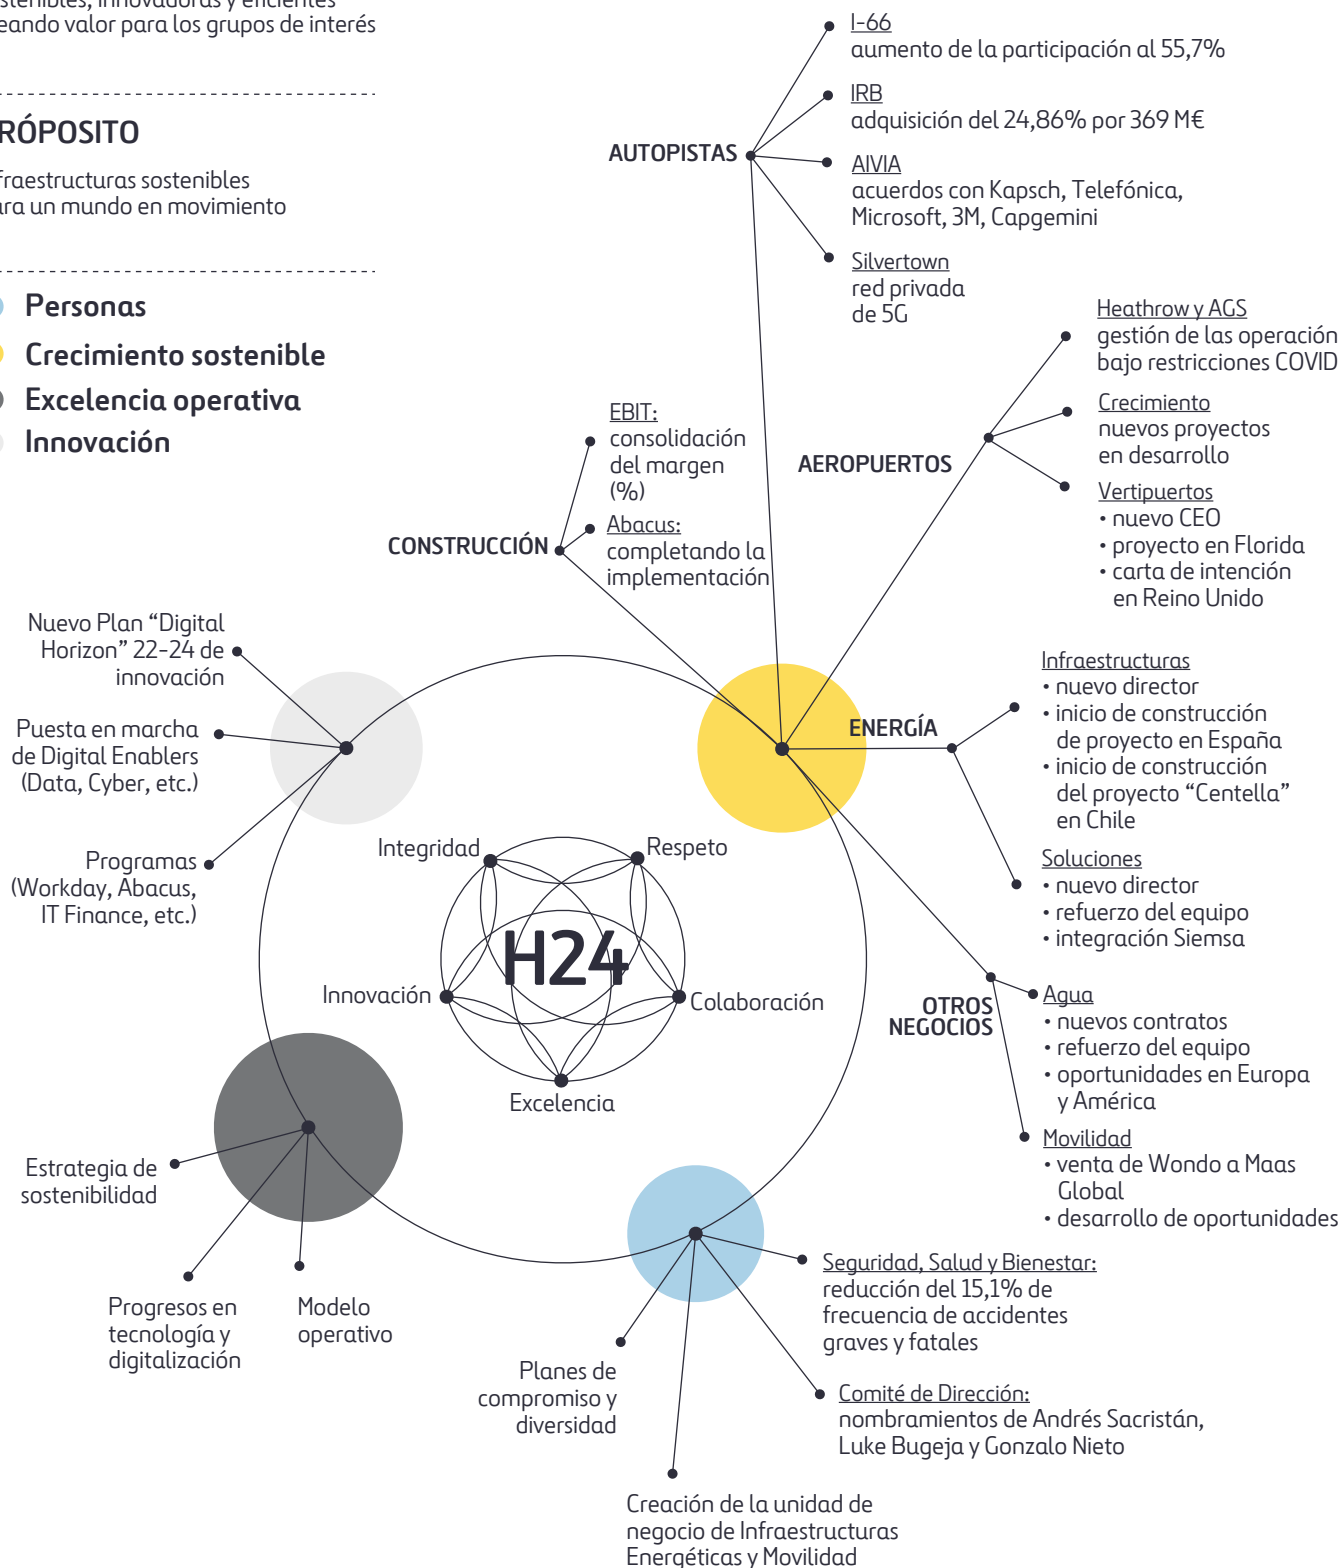 stenibles, innovadoras y eficientes
eando valor para los grupos de interés
RÓPOSITO
fraestructuras sostenibles
ara un mundo en movimiento
Personas
Crecimiento sostenible
Excelencia operativa
Innovación
AUTOPISTAS
I-66
aumento de la participación al 55,7%
IRB
adquisición del 24,86% por 369 M€
AIVIA
acuerdos con Kapsch, Telefónica,
Microsoft, 3M, Capgemini
Silvertown
red privada
de 5G
AEROPUERTOS
Heathrow y AGS
gestión de las operación
bajo restricciones COVID
Crecimiento
nuevos proyectos
en desarrollo
Vertipuertos
• nuevo CEO
• proyecto en Florida
• carta de intención
en Reino Unido
CONSTRUCCIÓN
EBIT:
consolidación
del margen
(%)
Abacus:
completando la
implementación
ENERGÍA
Infraestructuras
• nuevo director
• inicio de construcción
de proyecto en España
• inicio de construcción
del proyecto “Centella”
en Chile
Soluciones
• nuevo director
• refuerzo del equipo
• integración Siemsa
OTROS
NEGOCIOS
Agua
• nuevos contratos
• refuerzo del equipo
• oportunidades en Europa
y América
Movilidad
• venta de Wondo a Maas
Global
• desarrollo de oportunidades
Nuevo Plan “Digital
Horizon” 22-24 de
innovación
Puesta en marcha
de Digital Enablers
(Data, Cyber, etc.)
Programas
(Workday, Abacus,
IT Finance, etc.)
Integridad
Respeto
H24
Innovación
Colaboración
Excelencia
Estrategia de
sostenibilidad
Progresos en
tecnología y
digitalización
Modelo
operativo
Seguridad, Salud y Bienestar:
reducción del 15,1% de
frecuencia de accidentes
graves y fatales
Comité de Dirección:
nombramientos de Andrés Sacristán,
Luke Bugeja y Gonzalo Nieto
Planes de
compromiso y
diversidad
Creación de la unidad de
negocio de Infraestructuras
Energéticas y Movilidad